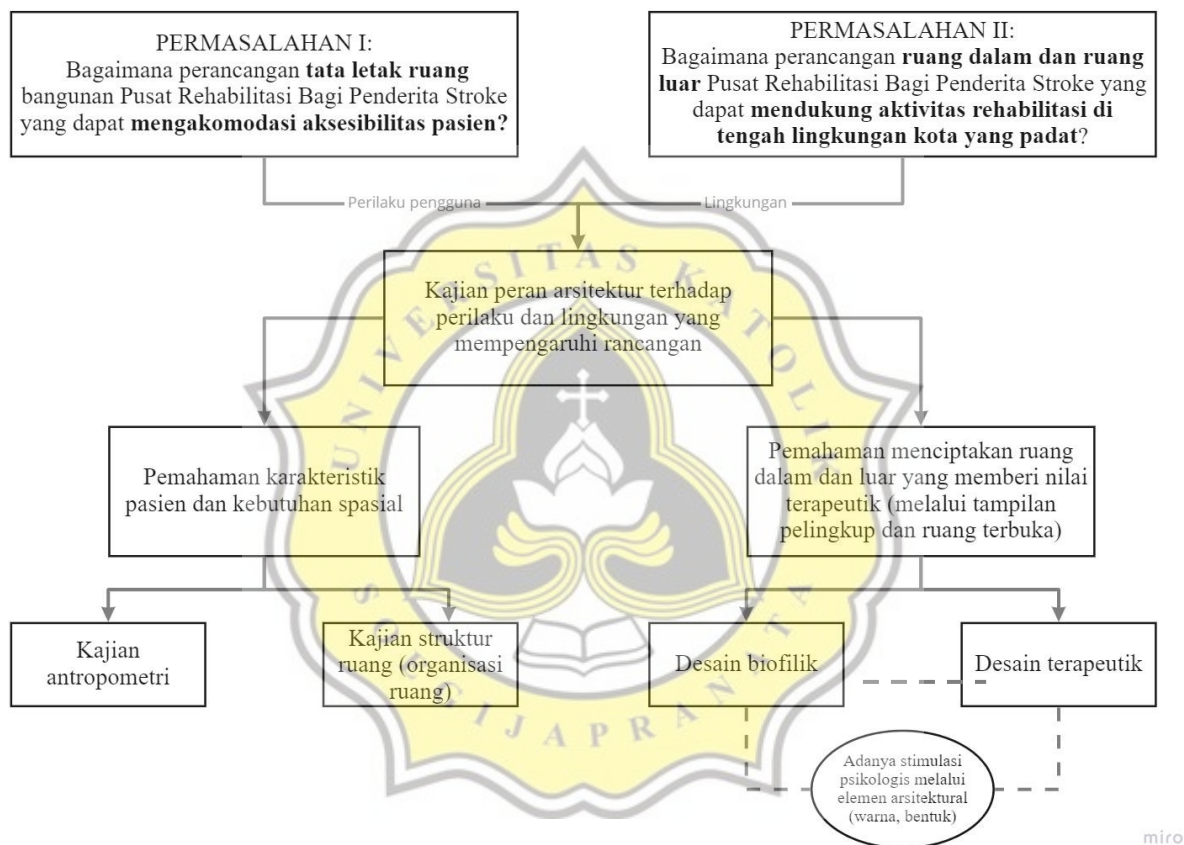 PERMASALAHAN I:
Bagaimana perancangan tata letak ruang
bangunan Pusat Rehabilitasi Bagi Penderita Stroke
yang dapat mengakomodasi aksesibilitas pasien?
PERMASALAHAN II:
Bagaimana perancangan ruang dalam dan ruang
luar Pusat Rehabilitasi Bagi Penderita Stroke yang
dapat mendukung aktivitas rehabilitasi di
tengah lingkungan kota yang padat?
Perilaku pengguna
Lingkungan
Kajian peran arsitektur terhadap
perilaku dan lingkungan yang
mempengaruhi rancangan
Pemahaman karakteristik
pasien dan kebutuhan spasial
Pemahaman menciptakan ruang
dalam dan luar yang memberi nilai
terapeutik (melalui tampilan
pelingkup dan ruang terbuka)
Kajian
antropometri
Kajian struktur
ruang (organisasi
ruang)
Desain biofilik
Desain terapeutik
Adanya stimulasi
psikologis melalui
elemen arsitektural
(warna, bentuk)
UNIVERSITAS KATOLIK
SOEGIJAPRANATA
miro